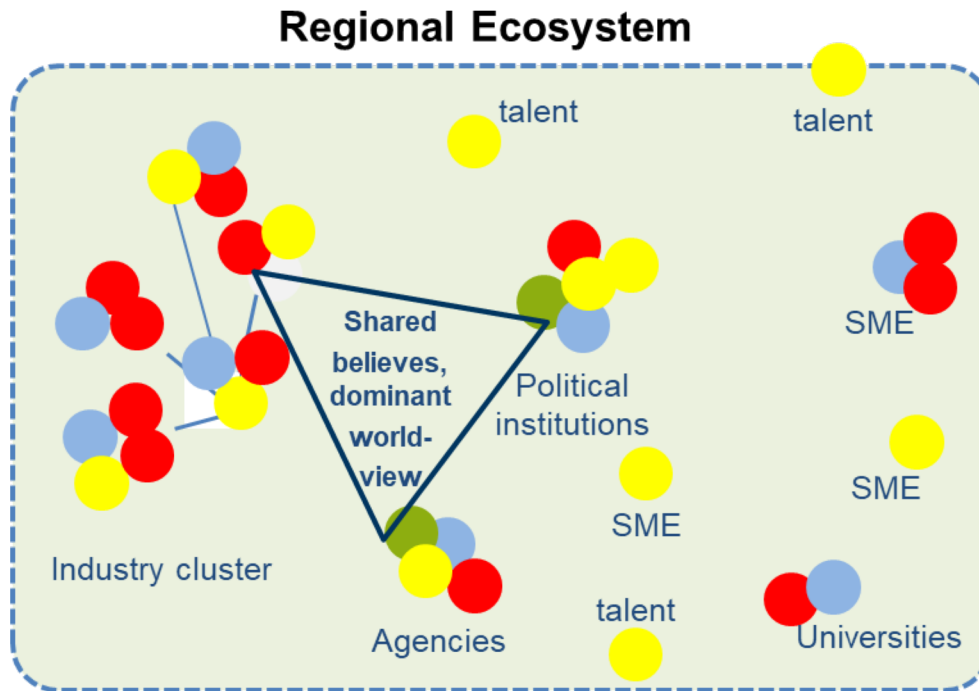 Regional Ecosystem
talent
talent
Shared
believes,
dominant
world-
view
Political
institutions
SME
SME
SME
Industry cluster
Agencies
talent
Universities